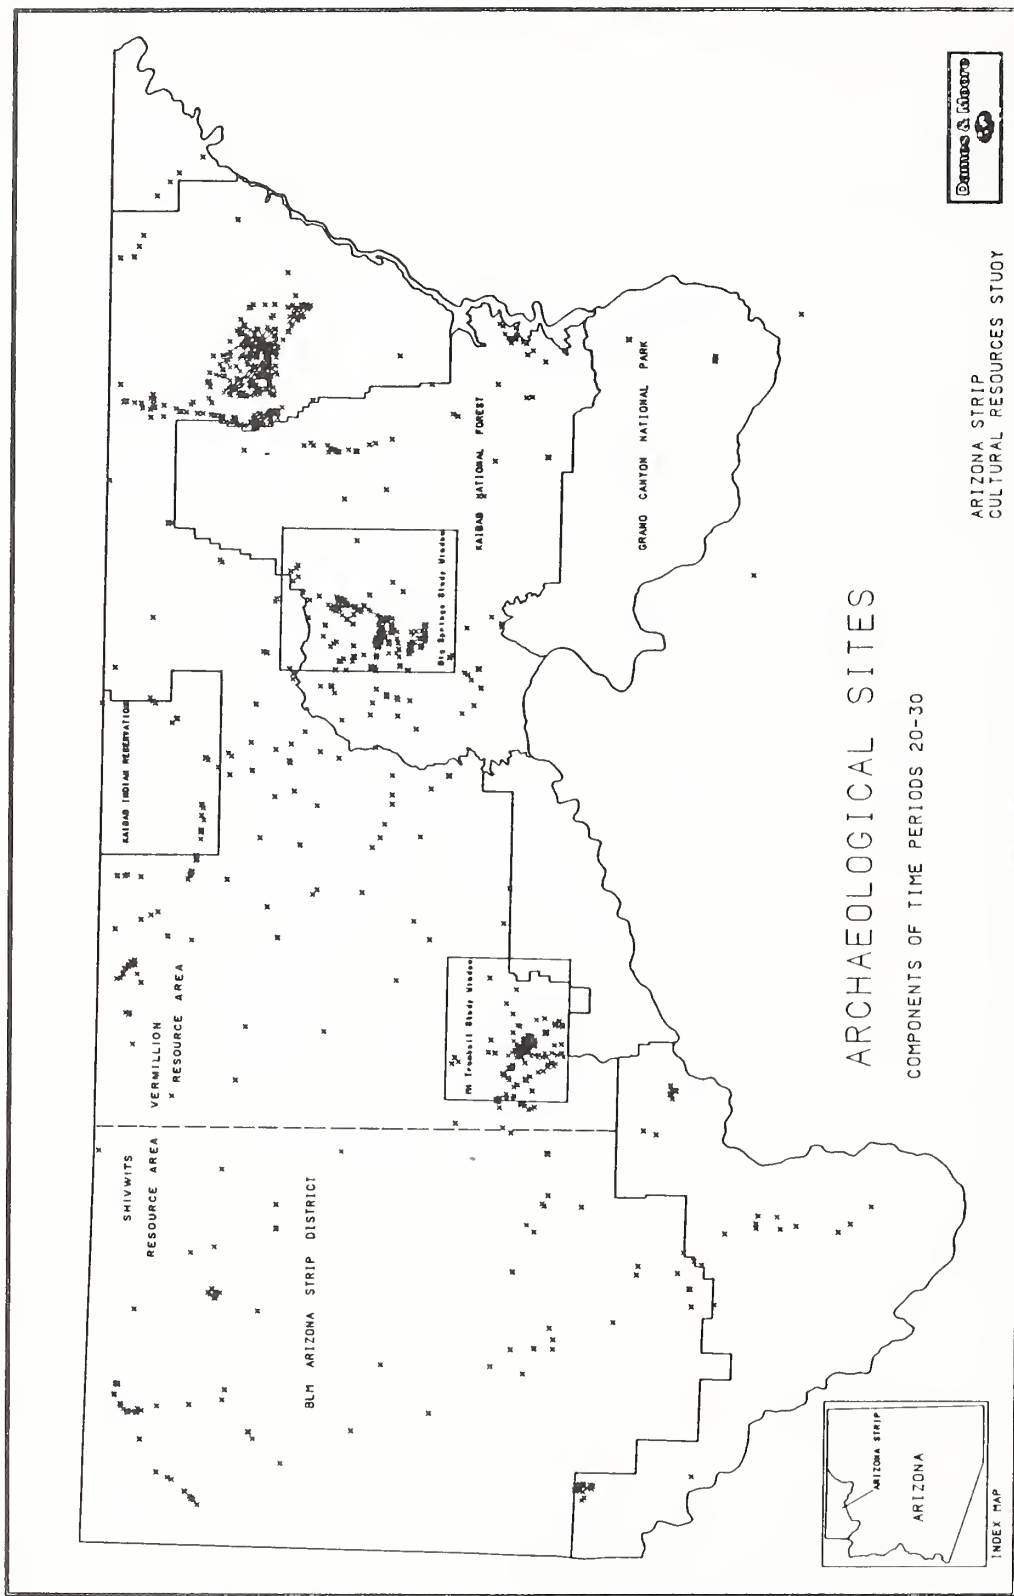 KAIBAB INDIAN RESERVATION
SHIVWITS
RESOURCE AREA
VERMILLION
RESOURCE AREA
BLM ARIZONA STRIP DISTRICT
Mt Trumbull Study Window
Big Springs Study Window
KAIBAB NATIONAL FOREST
GRAND CANYON NATIONAL PARK
ARCHAEOLOGICAL SITES
COMPONENTS OF TIME PERIODS 20-30
ARIZONA STRIP
CULTURAL RESOURCES STUDY
Dames & Moore
ARIZONA STRIP
ARIZONA
INDEX MAP